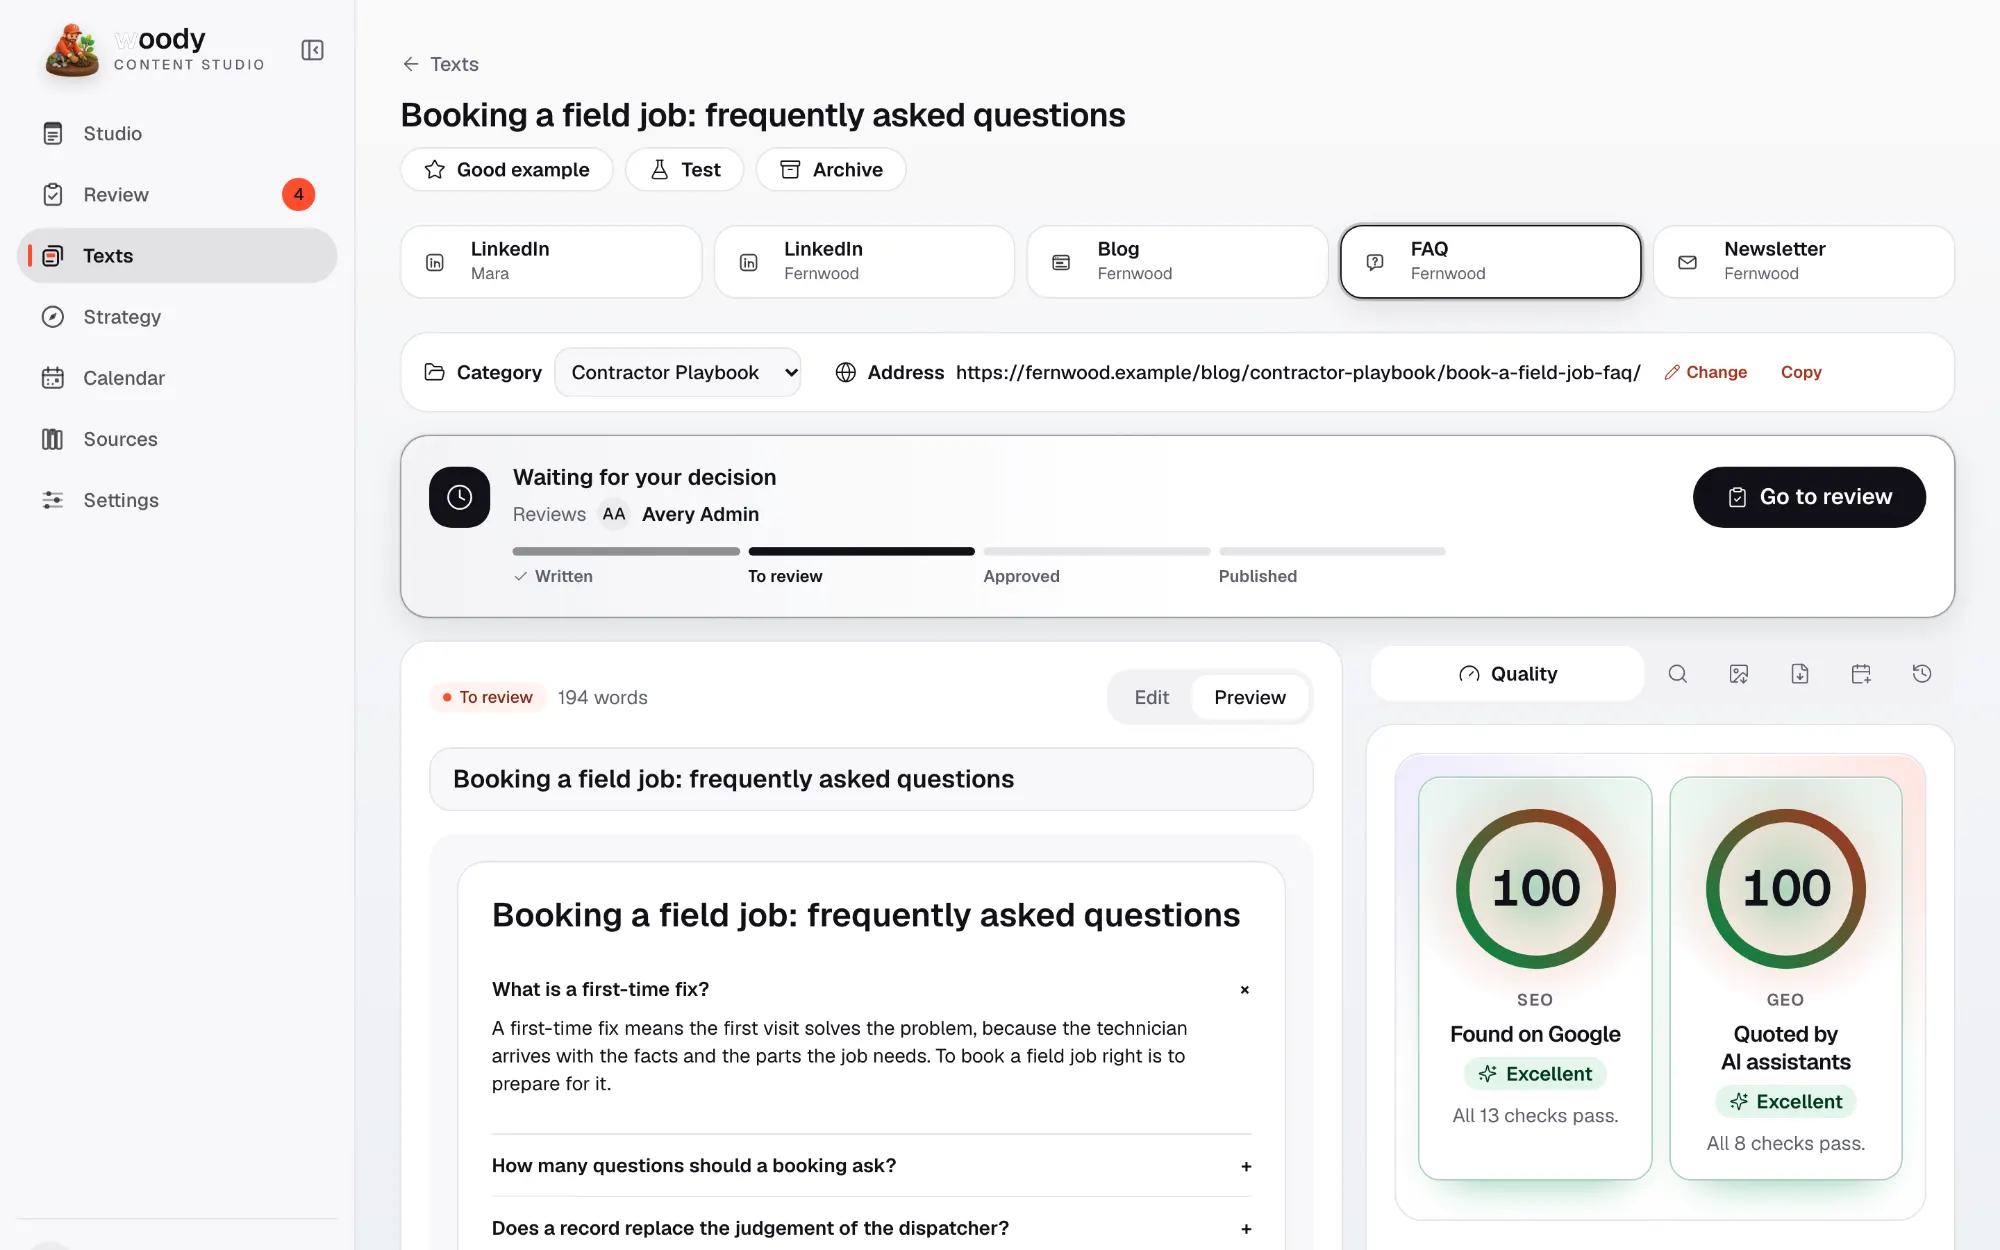 woody
CONTENT STUDIO
Studio
Review
4
Texts
Strategy
Calendar
Sources
Settings
Texts
Booking a field job: frequently asked questions
Good example
Test
Archive
LinkedIn
Mara
LinkedIn
Fernwood
Blog
Fernwood
FAQ
Fernwood
Newsletter
Fernwood
Category
Contractor Playbook
Address
https://fernwood.example/blog/contractor-playbook/book-a-field-job-faq/
Change
Copy
Waiting for your decision
Reviews AA Avery Admin
Go to review
Written
To review
Approved
Published
To review
194 words
Edit
Preview
Booking a field job: frequently asked questions
Booking a field job: frequently asked questions
What is a first-time fix?
A first-time fix means the first visit solves the problem, because the technician
arrives with the facts and the parts the job needs. To book a field job right is to
prepare for it.
How many questions should a booking ask?
Does a record replace the judgement of the dispatcher?
Quality
100
SEO
Found on Google
Excellent
All 13 checks pass.
100
GEO
Quoted by
AI assistants
Excellent
All 8 checks pass.